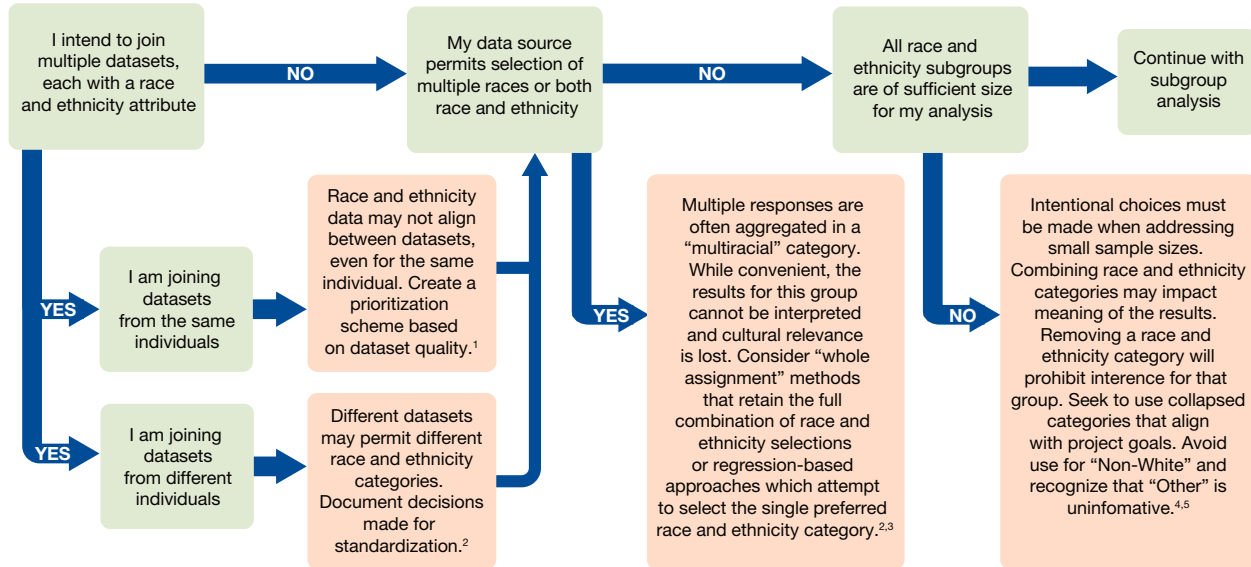 I intend to join
multiple datasets,
each with a race
and ethnicity attribute
NO
My data source
permits selection of
multiple races or both
race and ethnicity
NO
All race and
ethnicity subgroups
are of sufficient size
for my analysis
Continue with
subgroup
analysis
YES
I am joining
datasets
from the same
individuals
Race and ethnicity
data may not align
between datasets,
even for the same
individual. Create a
prioritization
scheme based
on dataset quality.1
YES
I am joining
datasets
from different
individuals
Different datasets
may permit different
race and ethnicity
categories.
Document decisions
made for
standardization.2
YES
Multiple responses are
often aggregated in a
“multiracial” category.
While convenient, the
results for this group
cannot be interpreted
and cultural relevance
is lost. Consider “whole
assignment” methods
that retain the full
combination of race and
ethnicity selections
or regression-based
approaches which attempt
to select the single preferred
race and ethnicity category.2,3
NO
Intentional choices must
be made when addressing
small sample sizes.
Combining race and ethnicity
categories may impact
meaning of the results.
Removing a race and
ethnicity category will
prohibit interence for that
group. Seek to use collapsed
categories that align
with project goals. Avoid
use for “Non-White” and
recognize that “Other” is
uninfomative.4,5